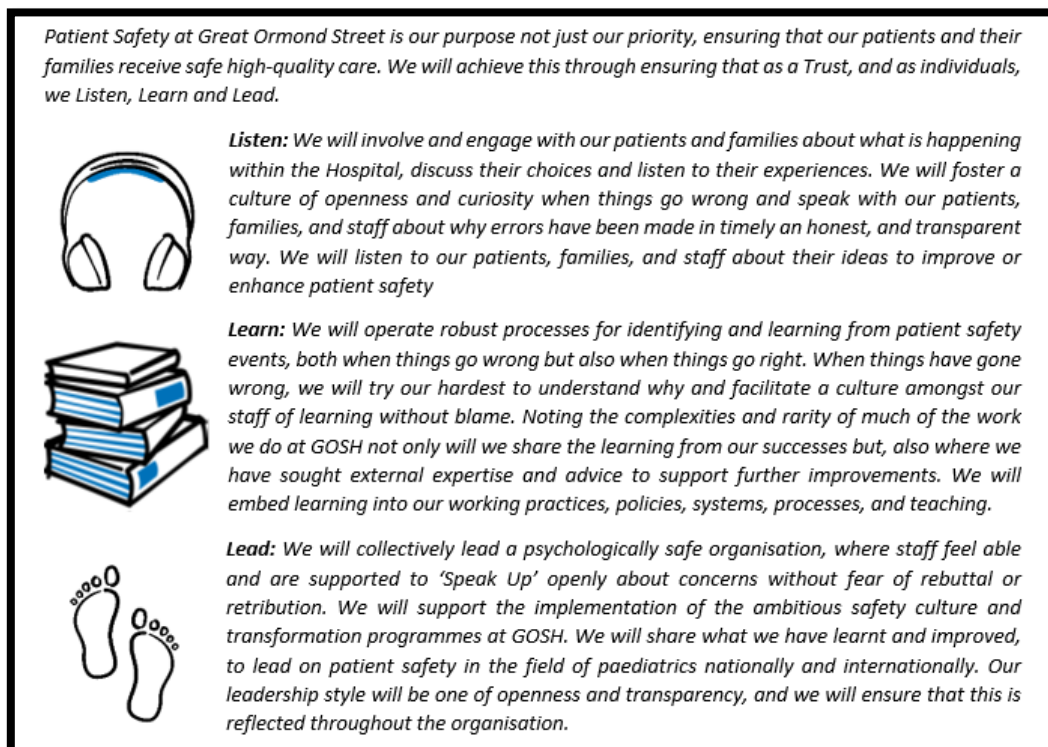 Patient Safety at Great Ormond Street is our purpose not just our priority, ensuring that our patients and their
families receive safe high-quality care. We will achieve this through ensuring that as a Trust, and as individuals,
we Listen, Learn and Lead.
Listen: We will involve and engage with our patients and families about what is happening
within the Hospital, discuss their choices and listen to their experiences. We will foster a
culture of openness and curiosity when things go wrong and speak with our patients,
families, and staff about why errors have been made in timely an honest, and transparent
way. We will listen to our patients, families, and staff about their ideas to improve or
enhance patient safety
Learn: We will operate robust processes for identifying and learning from patient safety
events, both when things go wrong but also when things go right. When things have gone
wrong, we will try our hardest to understand why and facilitate a culture amongst our
staff of learning without blame. Noting the complexities and rarity of much of the work
we do at GOSH not only will we share the learning from our successes but, also where we
have sought external expertise and advice to support further improvements. We will
embed learning into our working practices, policies, systems, processes, and teaching.
Lead: We will collectively lead a psychologically safe organisation, where staff feel able
and are supported to ‘Speak Up’ openly about concerns without fear of rebuttal or
retribution. We will support the implementation of the ambitious safety culture and
transformation programmes at GOSH. We will share what we have learnt and improved,
to lead on patient safety in the field of paediatrics nationally and internationally. Our
leadership style will be one of openness and transparency, and we will ensure that this is
reflected throughout the organisation.